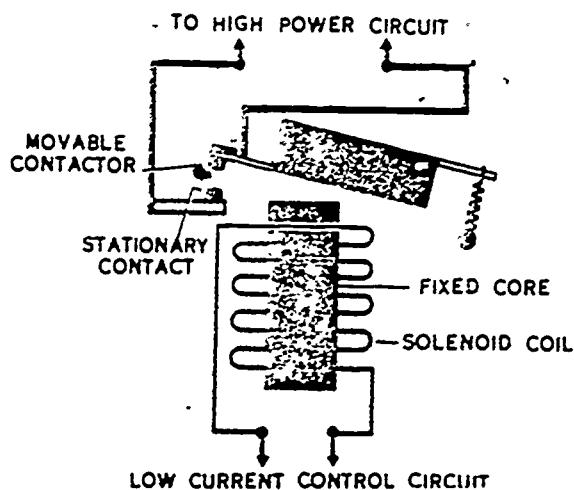 TO HIGH POWER CIRCUIT
MOVABLE
CONTACTOR
STATIONARY
CONTACT
FIXED CORE
SOLENOID COIL
LOW CURRENT CONTROL CIRCUIT